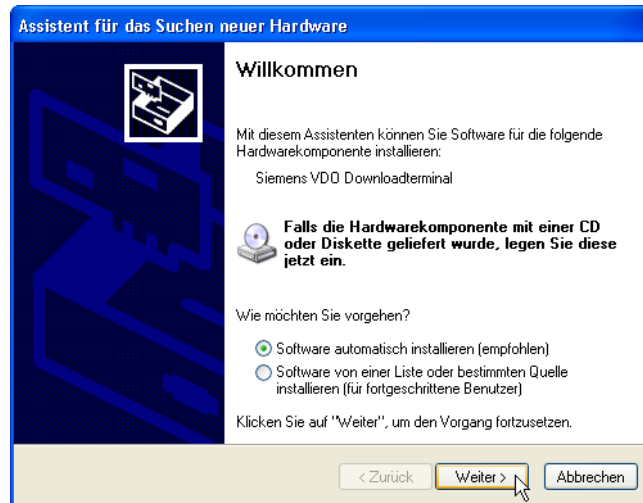 Assistent für das Suchen neuer Hardware
Willkommen
Mit diesem Assistenten können Sie Software für die folgende
Hardwarekomponente installieren:
Siemens VDO Downloadterminal
Falls die Hardwarekomponente mit einer CD
oder Diskette geliefert wurde, legen Sie diese
jetzt ein.
Wie möchten Sie vorgehen?
Software automatisch installieren (empfohlen)
Software von einer Liste oder bestimmten Quelle
installieren (für fortgeschrittene Benutzer)
Klicken Sie auf "Weiter", um den Vorgang fortzusetzen.
< Zurück Weiter > Abbrechen